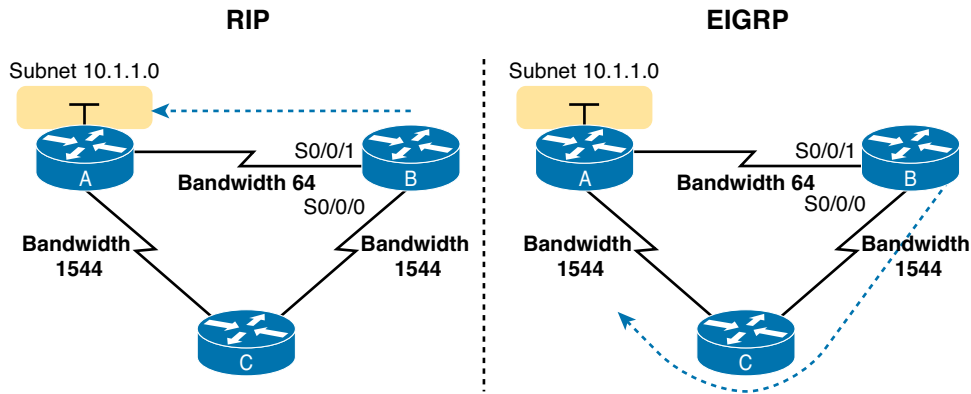 RIP
Subnet 10.1.1.0
A
S0/0/1
B
Bandwidth 64
S0/0/0
Bandwidth
1544
Bandwidth
1544
C
EIGRP
Subnet 10.1.1.0
A
S0/0/1
B
Bandwidth 64
S0/0/0
Bandwidth
1544
Bandwidth
1544
C